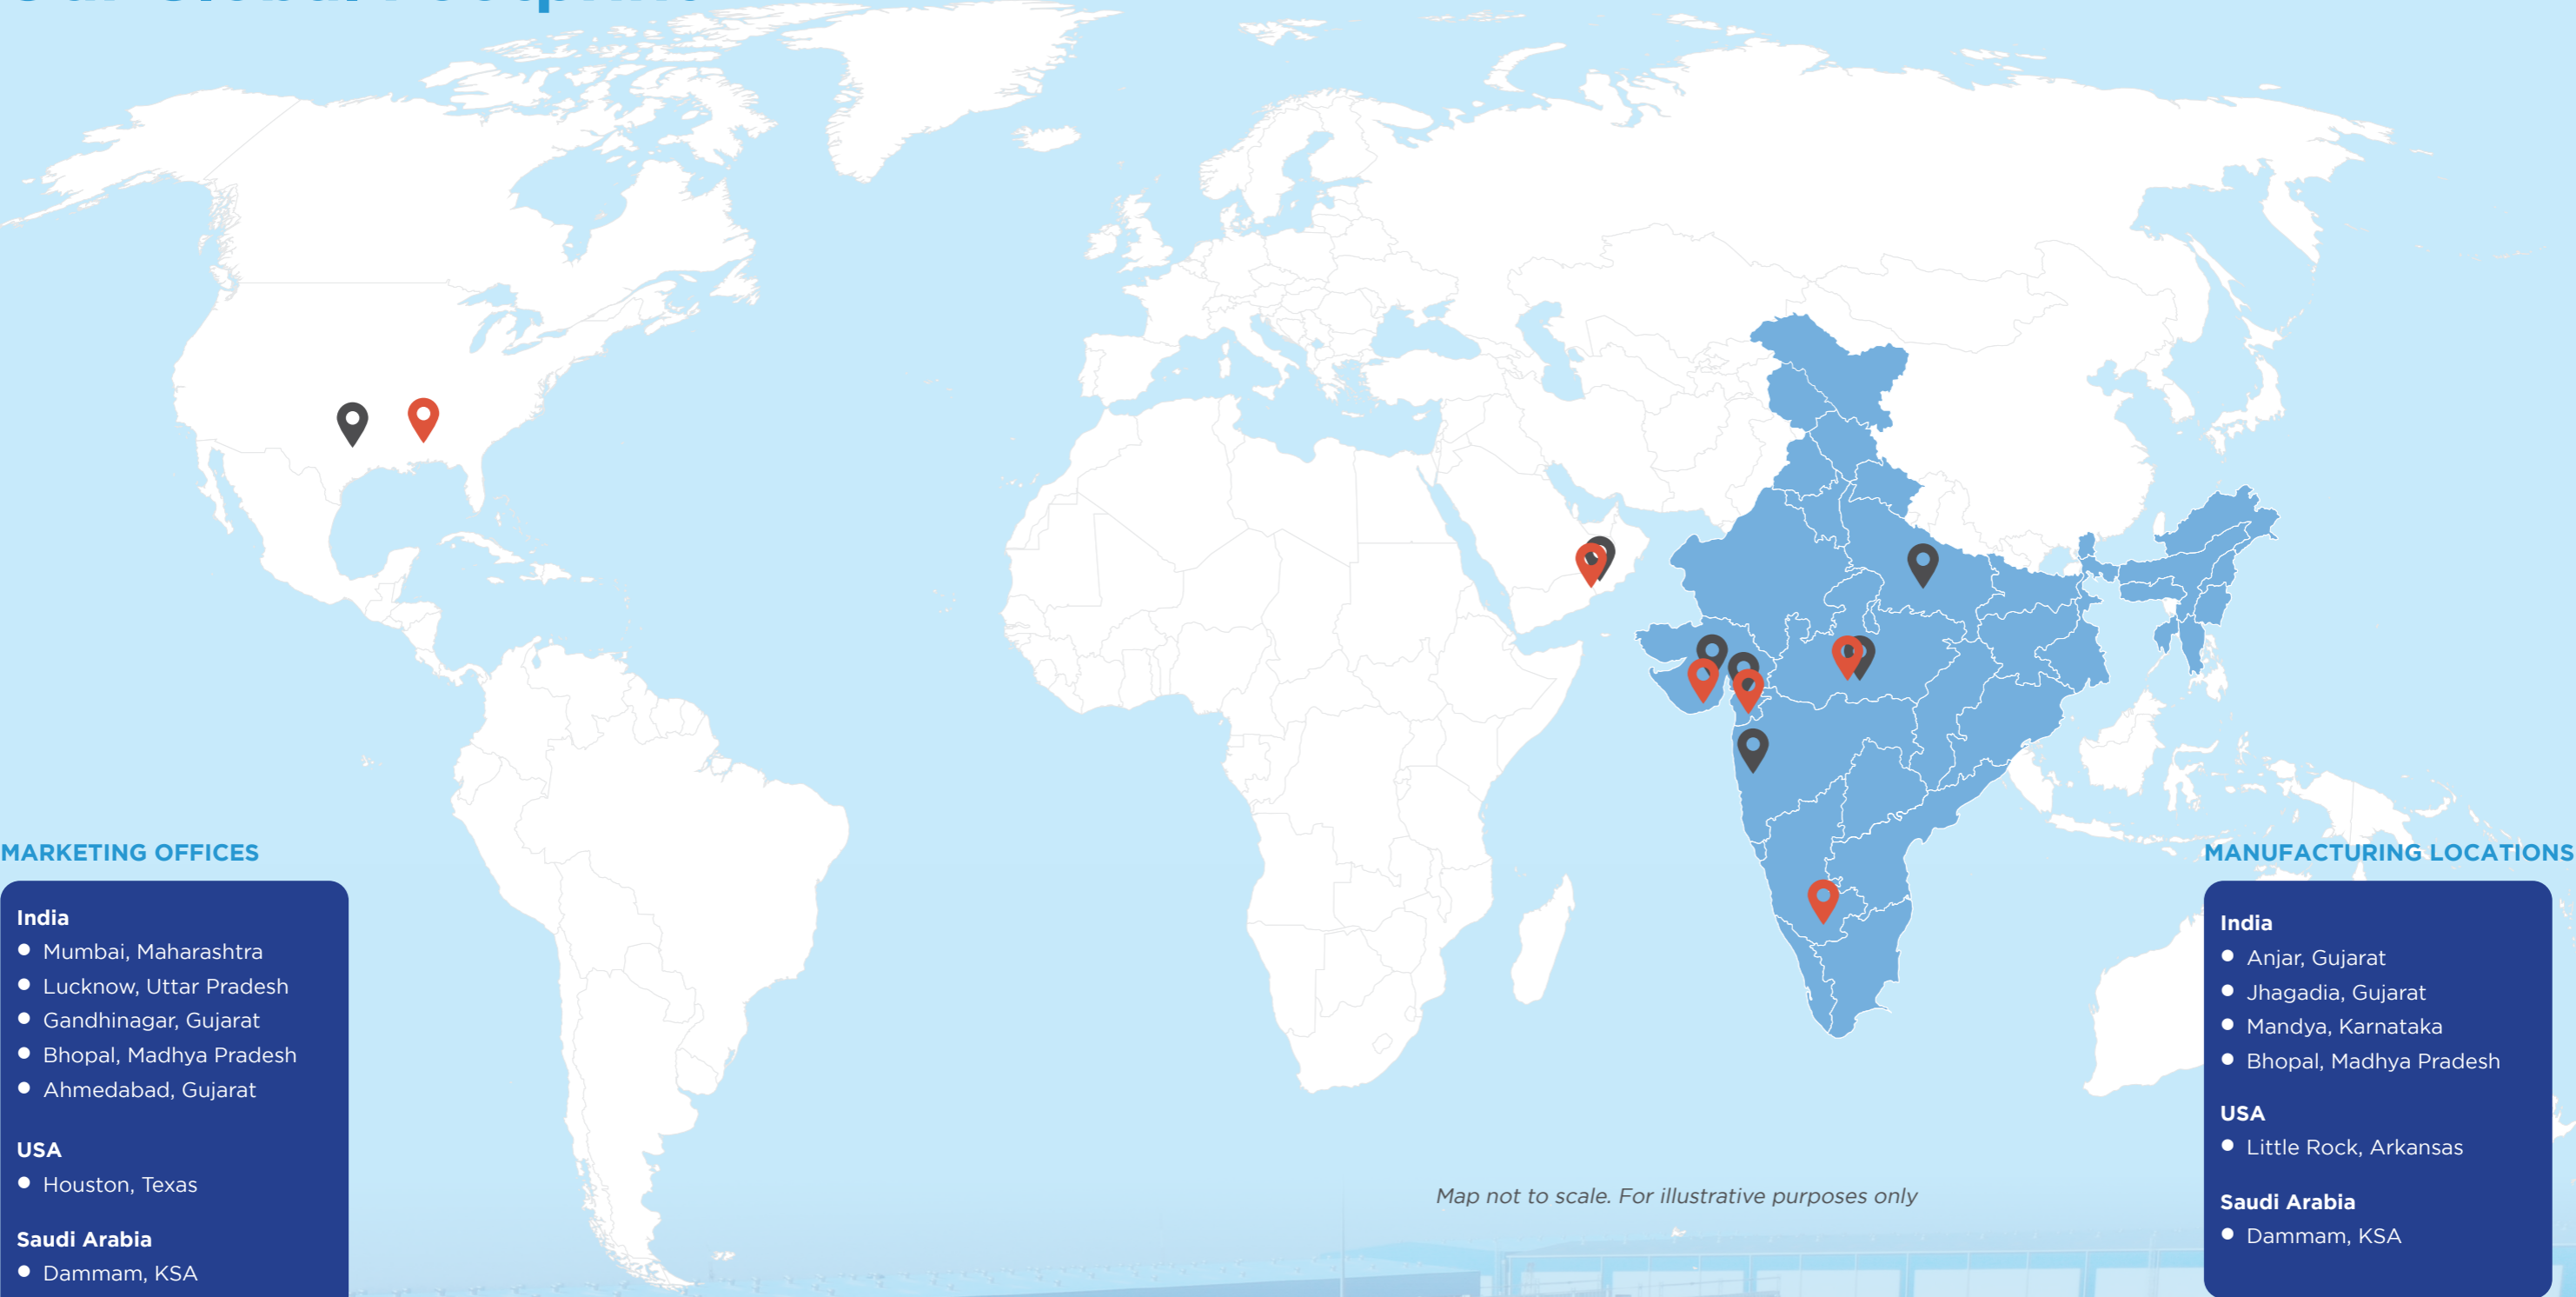 MARKETING OFFICES
India
Mumbai, Maharashtra
Lucknow, Uttar Pradesh
Gandhinagar, Gujarat
Bhopal, Madhya Pradesh
Ahmedabad, Gujarat
USA
Houston, Texas
Saudi Arabia
Dammam, KSA
Map not to scale. For illustrative purposes only
MANUFACTURING LOCATIONS
India
Anjar, Gujarat
Jhagadia, Gujarat
Mandya, Karnataka
Bhopal, Madhya Pradesh
USA
Little Rock, Arkansas
Saudi Arabia
Dammam, KSA